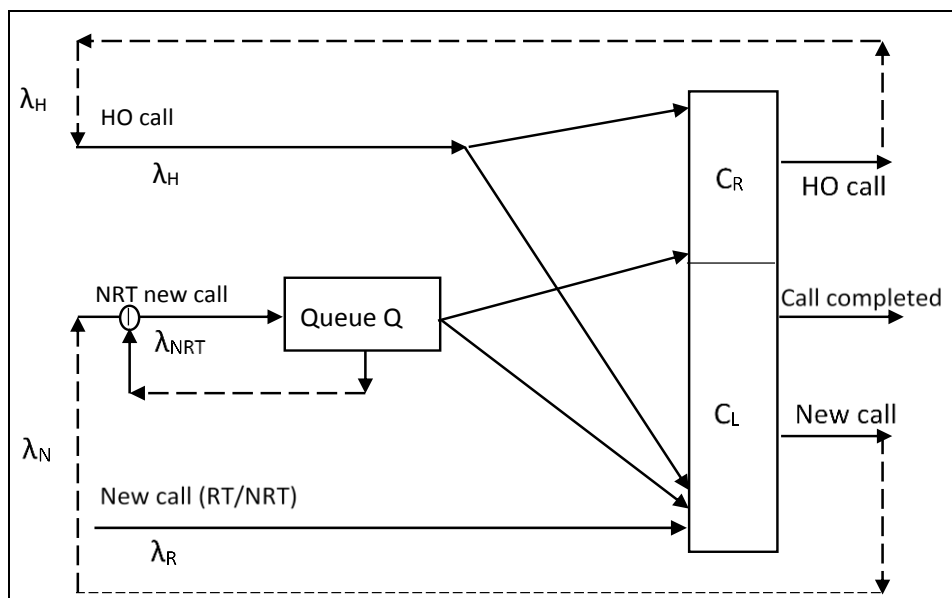 λH
HO call
λH
CR
HO call
NRT new call
λNRT
Queue Q
Call completed
λN
CL
New call
New call (RT/NRT)
λR